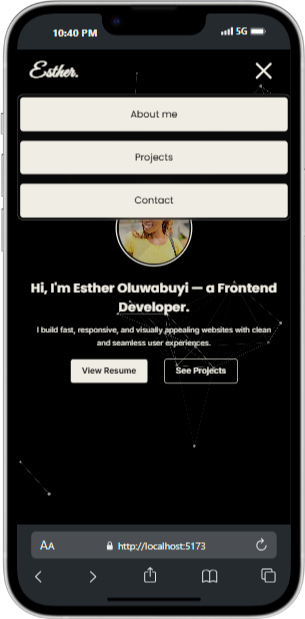 10:40 PM 5G
Esther.
About me
Projects
Contact
Hi, I'm Esther Oluwabuyi — a Frontend
Developer.
I build fast, responsive, and visually appealing websites with clean
and seamless user experiences.
View Resume See Projects
AA http://localhost:5173